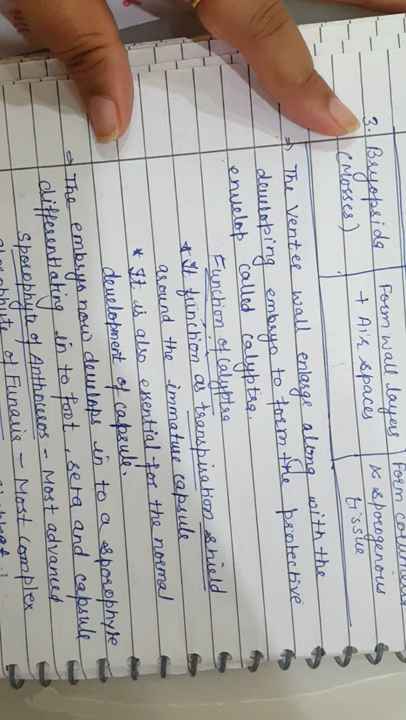 3. Bryopsida Form wall layers Form columella
(Mosses) + Air spaces & sporogenous
tissue
⇒ The venter wall enlarge along with the
developing embryo to form the protective
envelop called calyptra.
Function of calyptra
* It function as transpiration shield
around the immature capsule
* It is also essential for the normal
development of capsule.
⇒ The embryo now develops in to a sporophyte
differentiating in to foot, seta and capsule
Sporophyte of Anthoceros - Most advanced
Sporophyte of Funaria - Most Complex